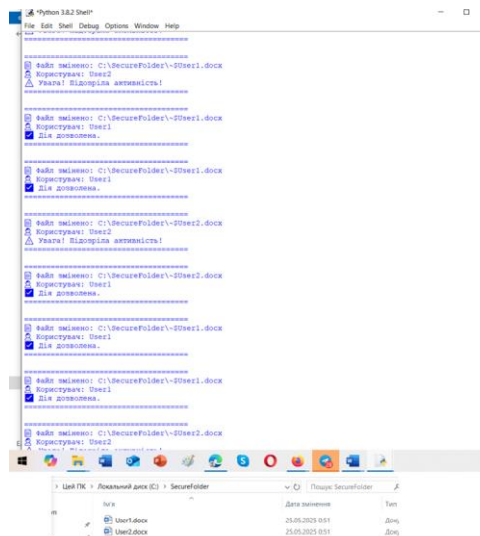 *Python 3.8.2 Shell*
File Edit Shell Debug Options Window Help
====================================
====================================
Файл змінено: C:\SecureFolder\~$User1.docx
Користувач: User2
Увага! Підозріла активність!
====================================
====================================
Файл змінено: C:\SecureFolder\~$User1.docx
Користувач: User1
Дія дозволена.
====================================
====================================
Файл змінено: C:\SecureFolder\~$User1.docx
Користувач: User1
Дія дозволена.
====================================
====================================
Файл змінено: C:\SecureFolder\~$User2.docx
Користувач: User2
Увага! Підозріла активність!
====================================
====================================
Файл змінено: C:\SecureFolder\~$User2.docx
Користувач: User1
Дія дозволена.
====================================
====================================
Файл змінено: C:\SecureFolder\~$User1.docx
Користувач: User1
Дія дозволена.
====================================
====================================
Файл змінено: C:\SecureFolder\~$User1.docx
Користувач: User1
Дія дозволена.
====================================
====================================
Файл змінено: C:\SecureFolder\~$User2.docx
Користувач: User2
Цей ПК > Локальний диск (C:) > SecureFolder
Пошук: SecureFolder
Ім'я Дата змінення Тип
User1.docx 25.05.2025 0:51 Доку
User2.docx 25.05.2025 0:51 Доку